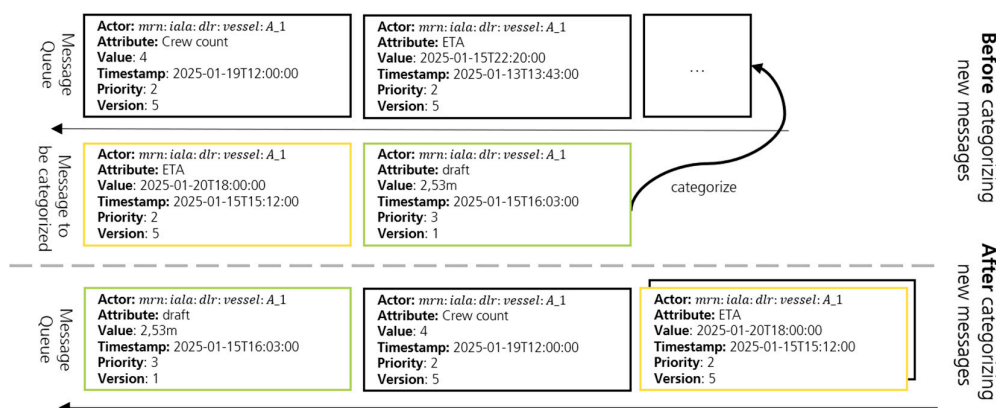 Message
Queue
Actor: mrn:iala:dlr:vessel:A_1
Attribute: Crew count
Value: 4
Timestamp: 2025-01-19T12:00:00
Priority: 2
Version: 5
Actor: mrn:iala:dlr:vessel:A_1
Attribute: ETA
Value: 2025-01-15T22:20:00
Timestamp: 2025-01-13T13:43:00
Priority: 2
Version: 5
...
Before categorizing
new messages
Message to
be categorized
Actor: mrn:iala:dlr:vessel:A_1
Attribute: ETA
Value: 2025-01-20T18:00:00
Timestamp: 2025-01-15T15:12:00
Priority: 2
Version: 5
Actor: mrn:iala:dlr:vessel:A_1
Attribute: draft
Value: 2,53m
Timestamp: 2025-01-15T16:03:00
Priority: 3
Version: 1
categorize
Message
Queue
Actor: mrn:iala:dlr:vessel:A_1
Attribute: draft
Value: 2,53m
Timestamp: 2025-01-15T16:03:00
Priority: 3
Version: 1
Actor: mrn:iala:dlr:vessel:A_1
Attribute: Crew count
Value: 4
Timestamp: 2025-01-19T12:00:00
Priority: 2
Version: 5
Actor: mrn:iala:dlr:vessel:A_1
Attribute: ETA
Value: 2025-01-20T18:00:00
Timestamp: 2025-01-15T15:12:00
Priority: 2
Version: 5
After categorizing
new messages